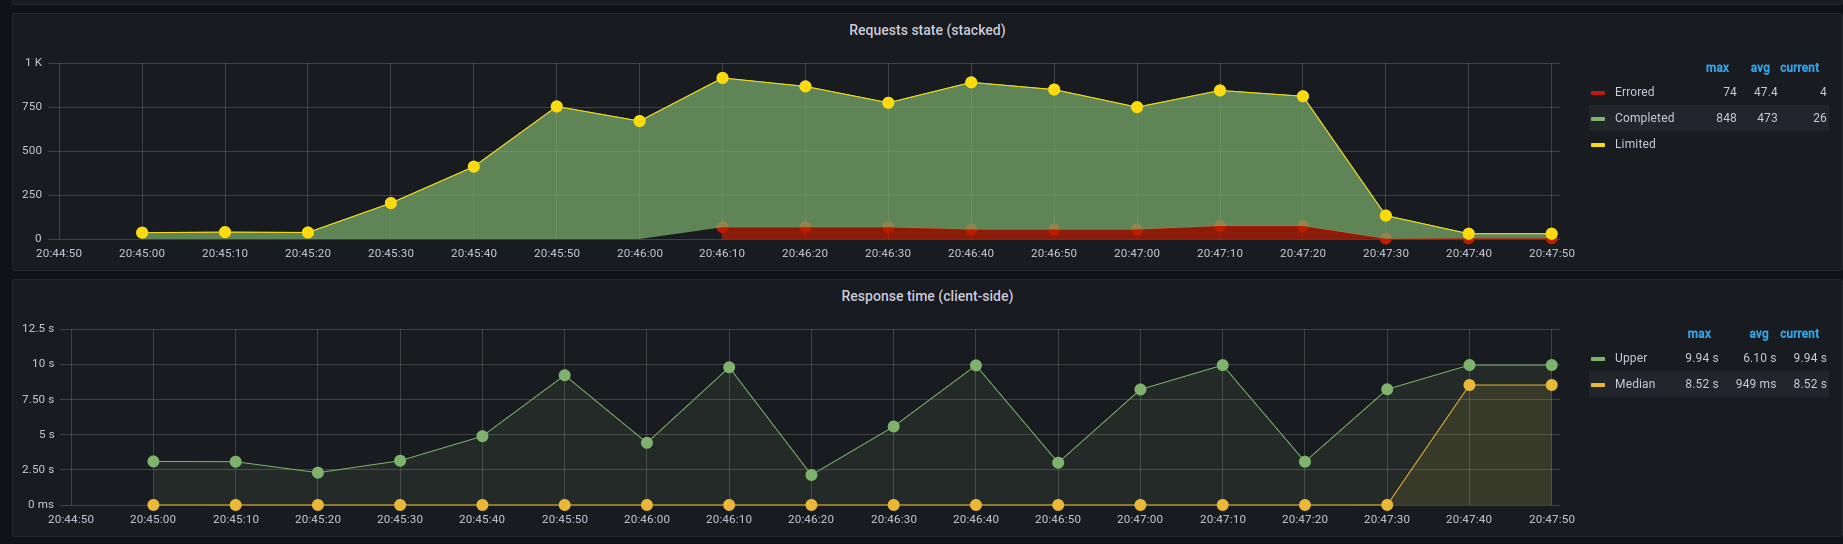 Requests state (stacked)
1 K
750
500
250
0
20:44:50 20:45:00 20:45:10 20:45:20 20:45:30 20:45:40 20:45:50 20:46:00 20:46:10 20:46:20 20:46:30 20:46:40 20:46:50 20:47:00 20:47:10 20:47:20 20:47:30 20:47:40 20:47:50
max avg current
Errored 74 47.4 4
Completed 848 473 26
Limited
Response time (client-side)
12.5 s
10 s
7.50 s
5 s
2.50 s
0 ms
20:44:50 20:45:00 20:45:10 20:45:20 20:45:30 20:45:40 20:45:50 20:46:00 20:46:10 20:46:20 20:46:30 20:46:40 20:46:50 20:47:00 20:47:10 20:47:20 20:47:30 20:47:40 20:47:50
max avg current
Upper 9.94 s 6.10 s 9.94 s
Median 8.52 s 949 ms 8.52 s